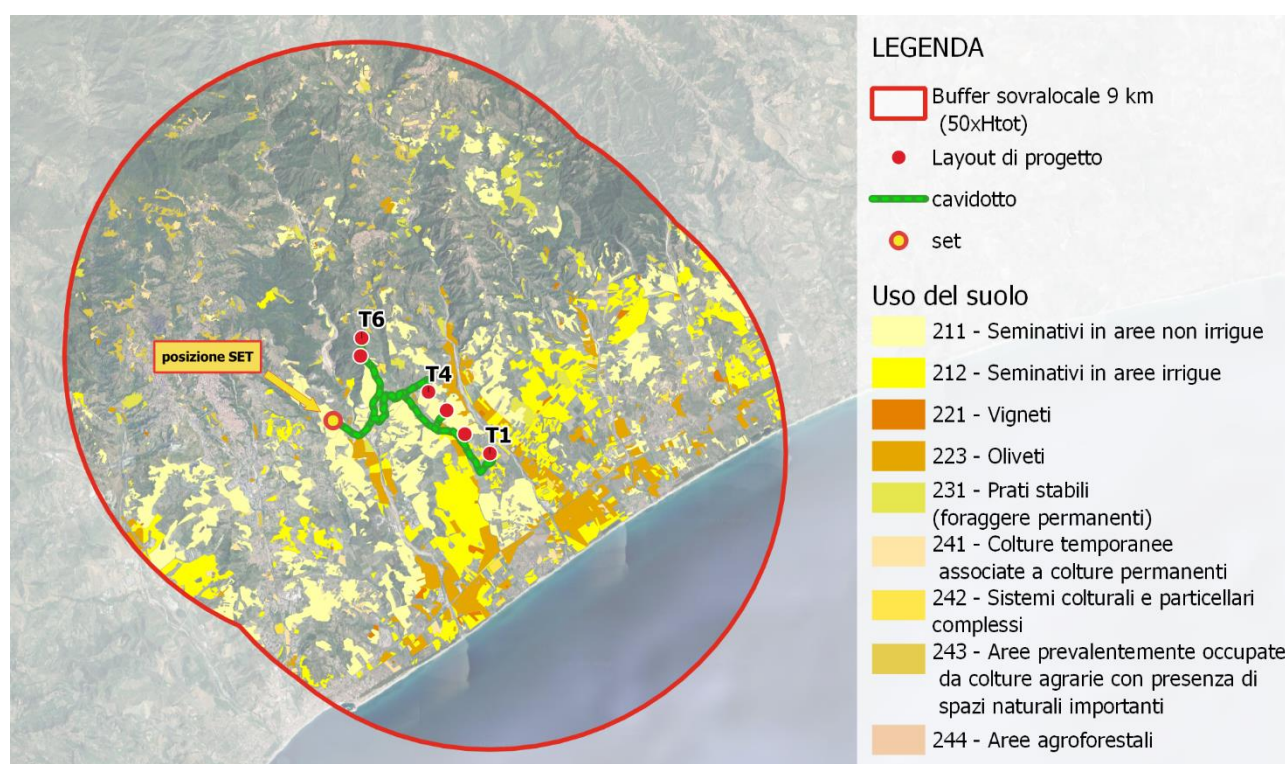 T6
posizione SET
T4
T1
LEGENDA
Buffer sovralocale 9 km
(50xHtot)
Layout di progetto
cavidotto
set
Uso del suolo
211 - Seminativi in aree non irrigue
212 - Seminativi in aree irrigue
221 - Vigneti
223 - Oliveti
231 - Prati stabili
(foraggere permanenti)
241 - Colture temporanee
associate a colture permanenti
242 - Sistemi colturali e particellari
complessi
243 - Aree prevalentemente occupate
da colture agrarie con presenza di
spazi naturali importanti
244 - Aree agroforestali